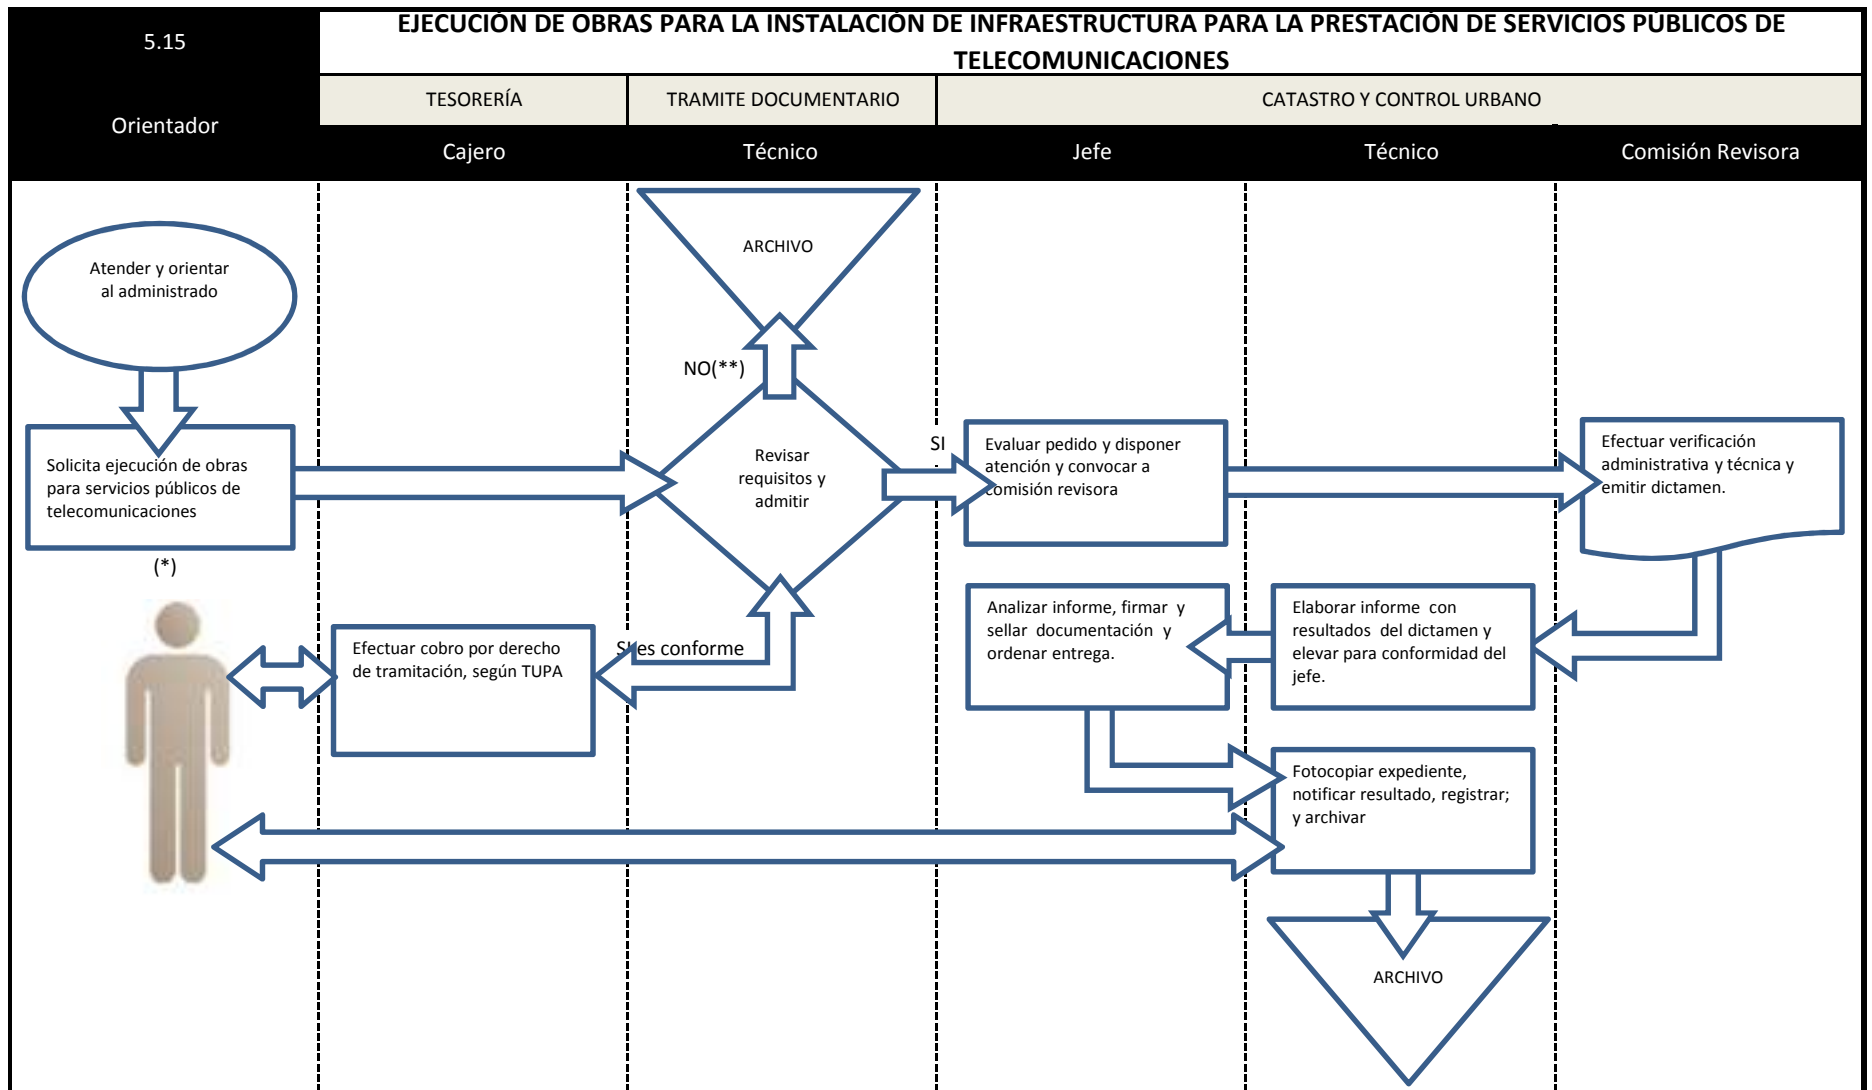 5.15
Orientador
EJECUCIÓN DE OBRAS PARA LA INSTALACIÓN DE INFRAESTRUCTURA PARA LA PRESTACIÓN DE SERVICIOS PÚBLICOS DE
TELECOMUNICACIONES
TESORERÍA
TRAMITE DOCUMENTARIO
CATASTRO Y CONTROL URBANO
Cajero
Técnico
Jefe
Técnico
Comisión Revisora
Atender y orientar
al administrado
ARCHIVO
NO(**)
Solicita ejecución de obras
para servicios públicos de
telecomunicaciones
(*)
Revisar
requisitos y
admitir
SI
Evaluar pedido y disponer
atención y convocar a
comisión revisora
Efectuar verificación
administrativa y técnica y
emitir dictamen.
Efectuar cobro por derecho
de tramitación, según TUPA
SI es conforme
Analizar informe, firmar y
sellar documentación y
ordenar entrega.
Elaborar informe con
resultados del dictamen y
elevar para conformidad del
jefe.
Fotocopiar expediente,
notificar resultado, registrar;
y archivar
ARCHIVO